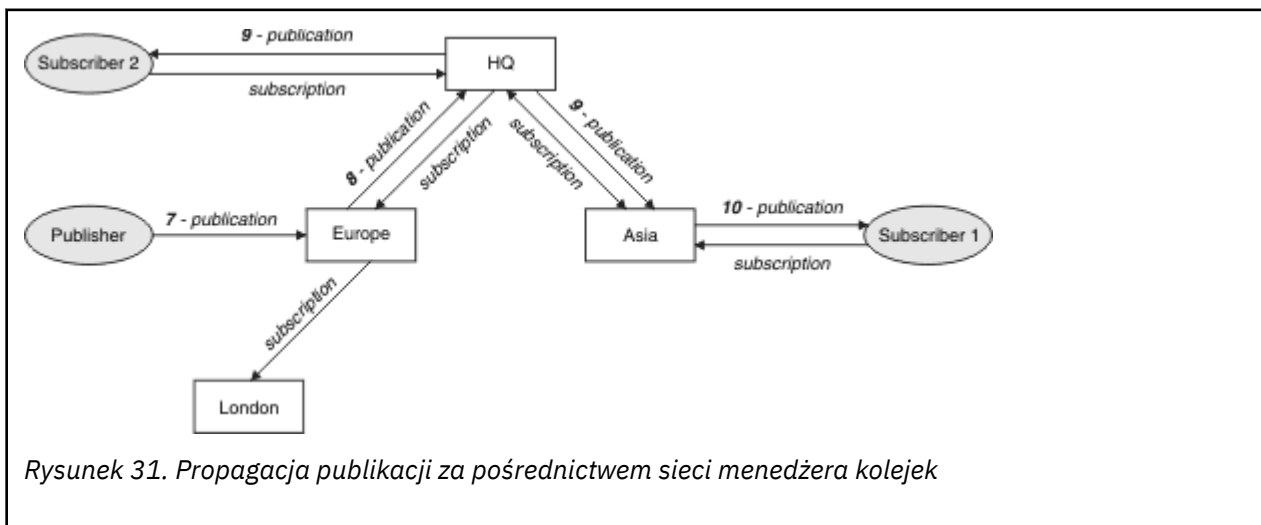 9 - publication
Subscriber 2
HQ
subscription
8 - publication
subscription
subscription
9 - publication
Publisher
7 - publication
Europe
Asia
10 - publication
Subscriber 1
subscription
subscription
London
Rysunek 31. Propagacja publikacji za pośrednictwem sieci menedżera kolejek